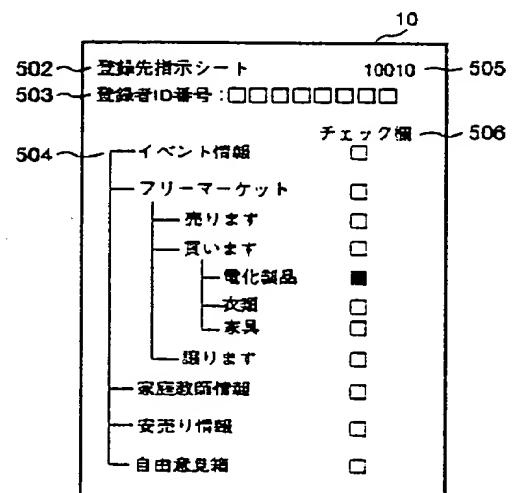 10
502 登録先指示シート 10010 505
503 登録者ID番号:□□□□□□□□
チェック欄 506
504 イベント情報 □
フリーマーケット □
売ります □
買います □
電化製品 ■
衣類 □
家具 □
譲ります □
家庭教師情報 □
安売り情報 □
自由意見箱 □